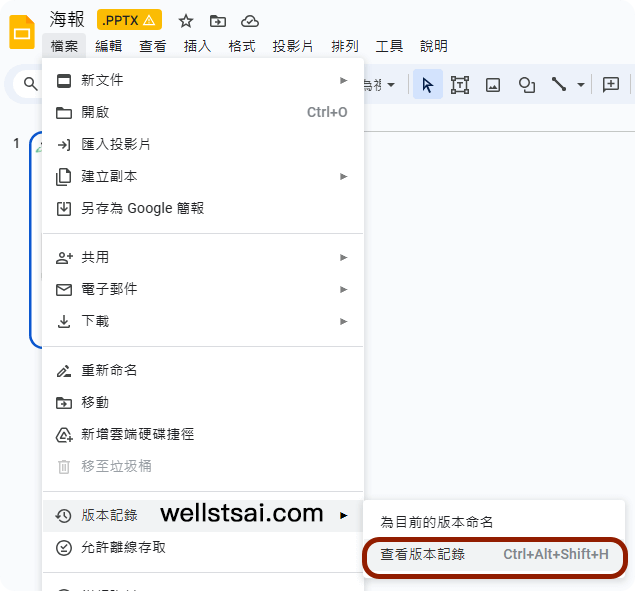 海報 .PPTX
檔案 編輯 查看 插入 格式 投影片 排列 工具 說明
新文件
開啟 Ctrl+O
匯入投影片
1
建立副本
另存為 Google 簡報
共用
電子郵件
下載
重新命名
移動
新增雲端硬碟捷徑
移至垃圾桶
版本記錄 wellstsai.com
為目前的版本命名
允許離線存取
查看版本記錄 Ctrl+Alt+Shift+H